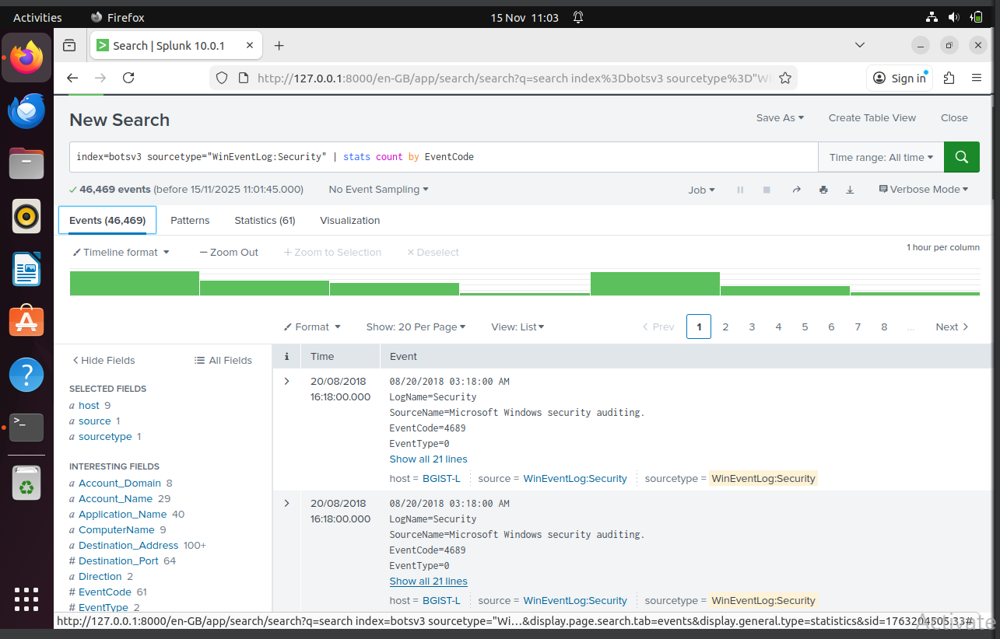 Activities Firefox 15 Nov 11:03
Search | Splunk 10.0.1
http://127.0.0.1:8000/en-GB/app/search/search?q=search index%3Dbotsv3 sourcetype%3D"Wi Sign in
New Search Save As Create Table View Close
index=botsv3 sourcetype="WinEventLog:Security" | stats count by EventCode Time range: All time
46,469 events (before 15/11/2025 11:01:45.000) No Event Sampling Job Verbose Mode
Events (46,469) Patterns Statistics (61) Visualization
Timeline format Zoom Out Zoom to Selection Deselect 1 hour per column
Format Show: 20 Per Page View: List Prev 1 2 3 4 5 6 7 8 ... Next
Hide Fields All Fields
SELECTED FIELDS
a host 9
a source 1
a sourcetype 1
INTERESTING FIELDS
a Account_Domain 8
a Account_Name 29
a Application_Name 40
a ComputerName 9
a Destination_Address 100+
# Destination_Port 64
a Direction 2
# EventCode 61
# EventType 2
i Time Event
20/08/2018
16:18:00.000
08/20/2018 03:18:00 AM
LogName=Security
SourceName=Microsoft Windows security auditing.
EventCode=4689
EventType=0
Show all 21 lines
host = BGIST-L source = WinEventLog:Security sourcetype = WinEventLog:Security
20/08/2018
16:18:00.000
08/20/2018 03:18:00 AM
LogName=Security
SourceName=Microsoft Windows security auditing.
EventCode=4689
EventType=0
Show all 21 lines
host = BGIST-L source = WinEventLog:Security sourcetype = WinEventLog:Security
http://127.0.0.1:8000/en-GB/app/search/search?q=search index=botsv3 sourcetype="Wi…&display.page.search.tab=events&display.general.type=statistics&sid=1763204505.33#
Activate